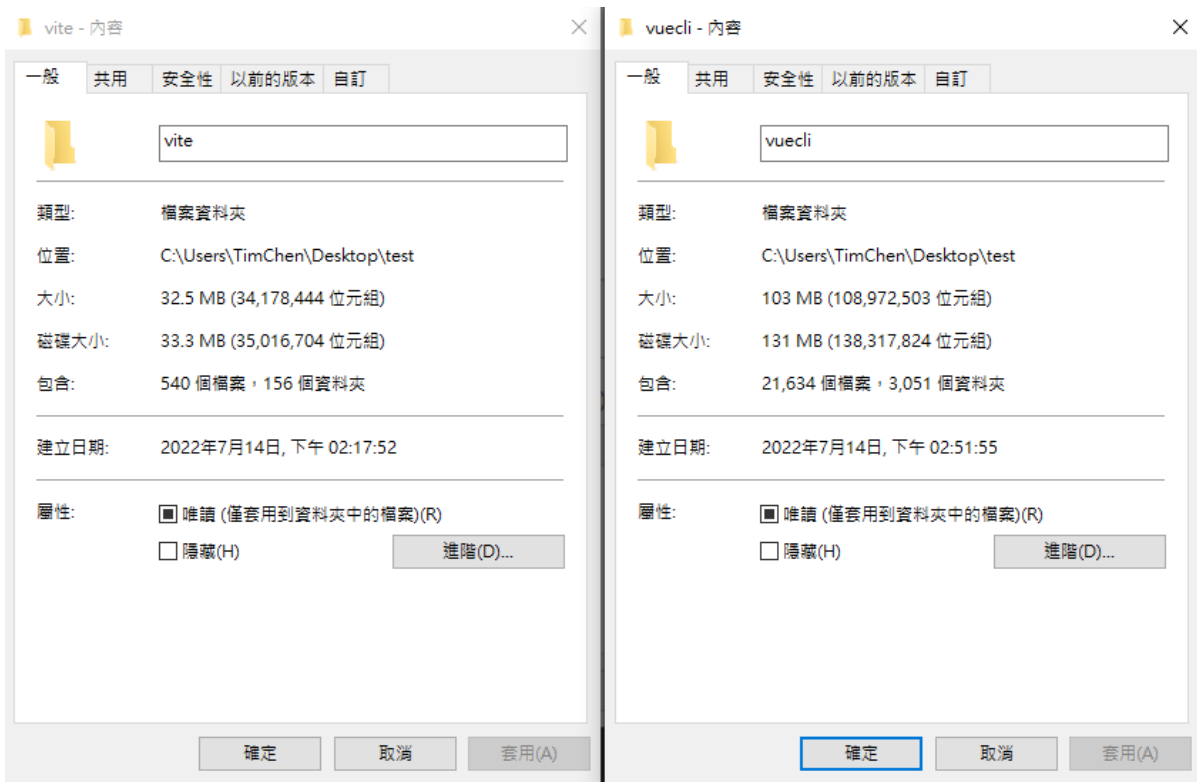 vite - 內容
一般 共用 安全性 以前的版本 自訂
vite
類型: 檔案資料夾
位置: C:\Users\TimChen\Desktop\test
大小: 32.5 MB (34,178,444 位元組)
磁碟大小: 33.3 MB (35,016,704 位元組)
包含: 540 個檔案，156 個資料夾
建立日期: 2022年7月14日, 下午 02:17:52
屬性: 唯讀 (僅套用到資料夾中的檔案)(R)
隱藏(H) 進階(D)...
確定 取消 套用(A)
vuecli - 內容
一般 共用 安全性 以前的版本 自訂
vuecli
類型: 檔案資料夾
位置: C:\Users\TimChen\Desktop\test
大小: 103 MB (108,972,503 位元組)
磁碟大小: 131 MB (138,317,824 位元組)
包含: 21,634 個檔案，3,051 個資料夾
建立日期: 2022年7月14日, 下午 02:51:55
屬性: 唯讀 (僅套用到資料夾中的檔案)(R)
隱藏(H) 進階(D)...
確定 取消 套用(A)